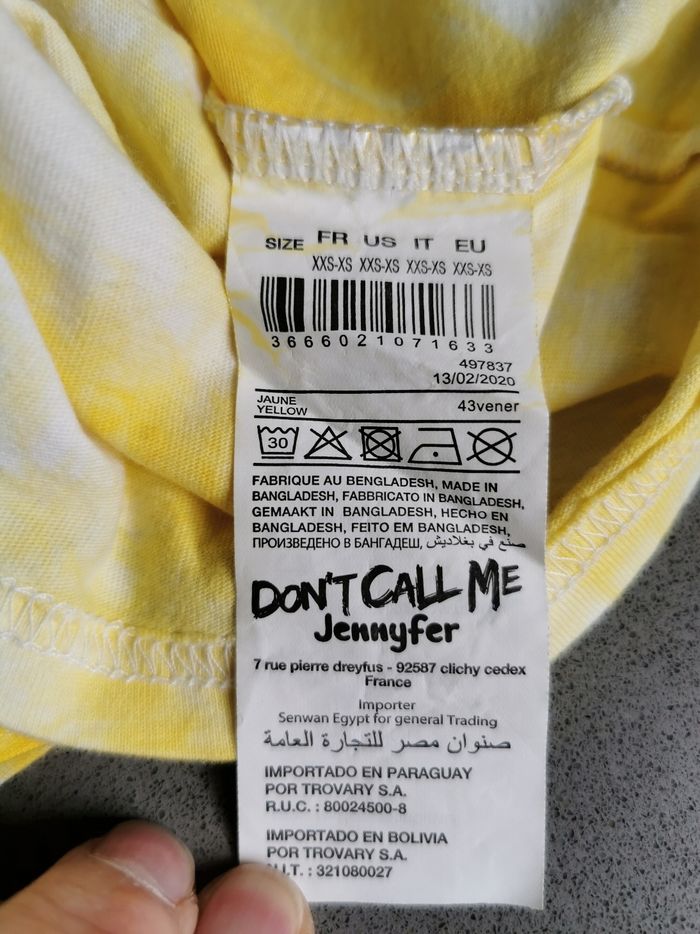 SIZE FR US IT EU
XXS-XS XXS-XS XXS-XS XXS-XS
3666021071633
497837
13/02/2020
JAUNE
YELLOW
43vener
30
FABRIQUE AU BENGLADESH, MADE IN
BANGLADESH, FABBRICATO IN BANGLADESH,
GEMAAKT IN BANGLADESH, HECHO EN
BANGLADESH, FEITO EM BANGLADESH,
ПРОИЗВЕДЕНО В БАНГАДЕШ, صنع في بغلاديش
DON'T CALL ME
Jennyfer
7 rue pierre dreyfus - 92587 clichy cedex
France
Importer
Senwan Egypt for general Trading
صنوان مصر للتجارة العامة
IMPORTADO EN PARAGUAY
POR TROVARY S.A.
R.U.C. : 80024500-8
IMPORTADO EN BOLIVIA
POR TROVARY S.A.
N.I.T. : 321080027